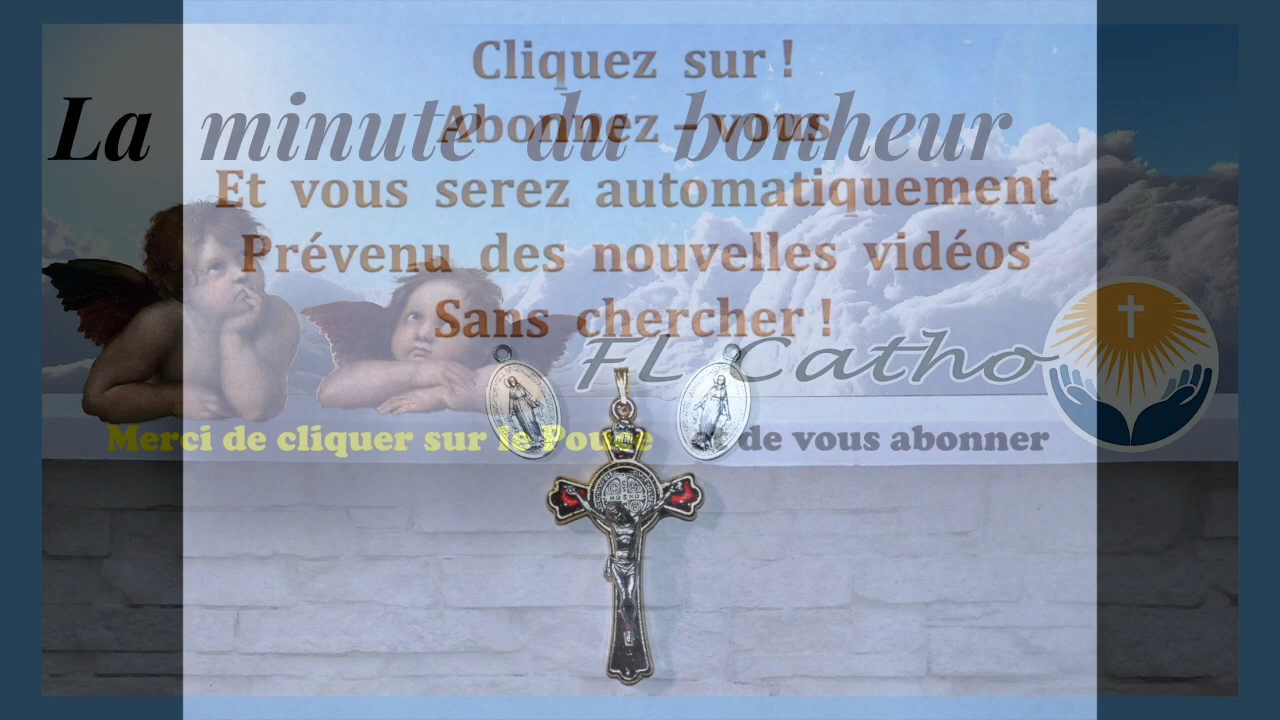 Cliquez sur !
La minute du bonheur
Abonnez - vous
Et vous serez automatiquement
Prévenu des nouvelles vidéos
Sans chercher !
FL Catho
Merci de cliquer sur le Pouce
de vous abonner